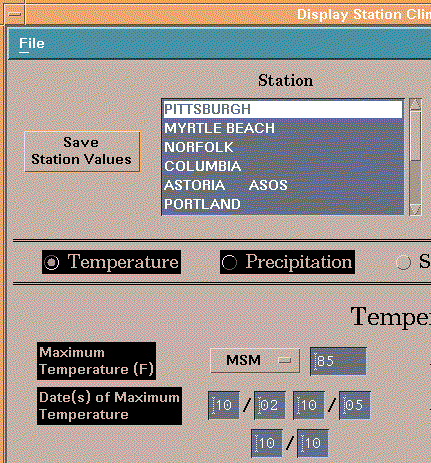 Display Station Clim
File
Station
PITTSBURGH
MYRTLE BEACH
NORFOLK
COLUMBIA
ASTORIA ASOS
PORTLAND
Save
Station Values
Temperature Precipitation S
Temper
Maximum
Temperature (F)
MSM 85
Date(s) of Maximum
Temperature
10 / 02 10 / 05
10 / 10